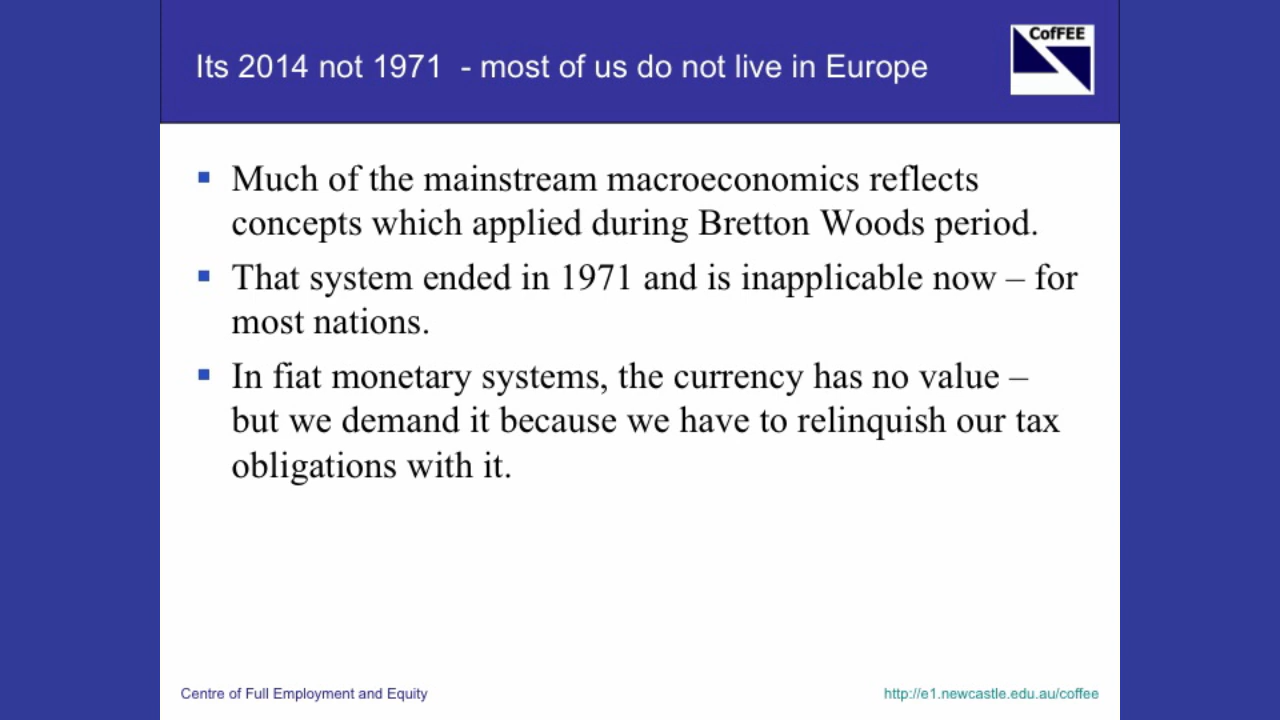 Its 2014 not 1971  - most of us do not live in Europe
CofFEE
Much of the mainstream macroeconomics reflects
concepts which applied during Bretton Woods period.
That system ended in 1971 and is inapplicable now – for
most nations.
In fiat monetary systems, the currency has no value –
but we demand it because we have to relinquish our tax
obligations with it.
Centre of Full Employment and Equity
http://e1.newcastle.edu.au/coffee